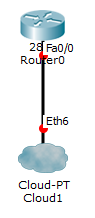 28 Fa0/0
Router0
Eth6
Cloud-PT
Cloud1